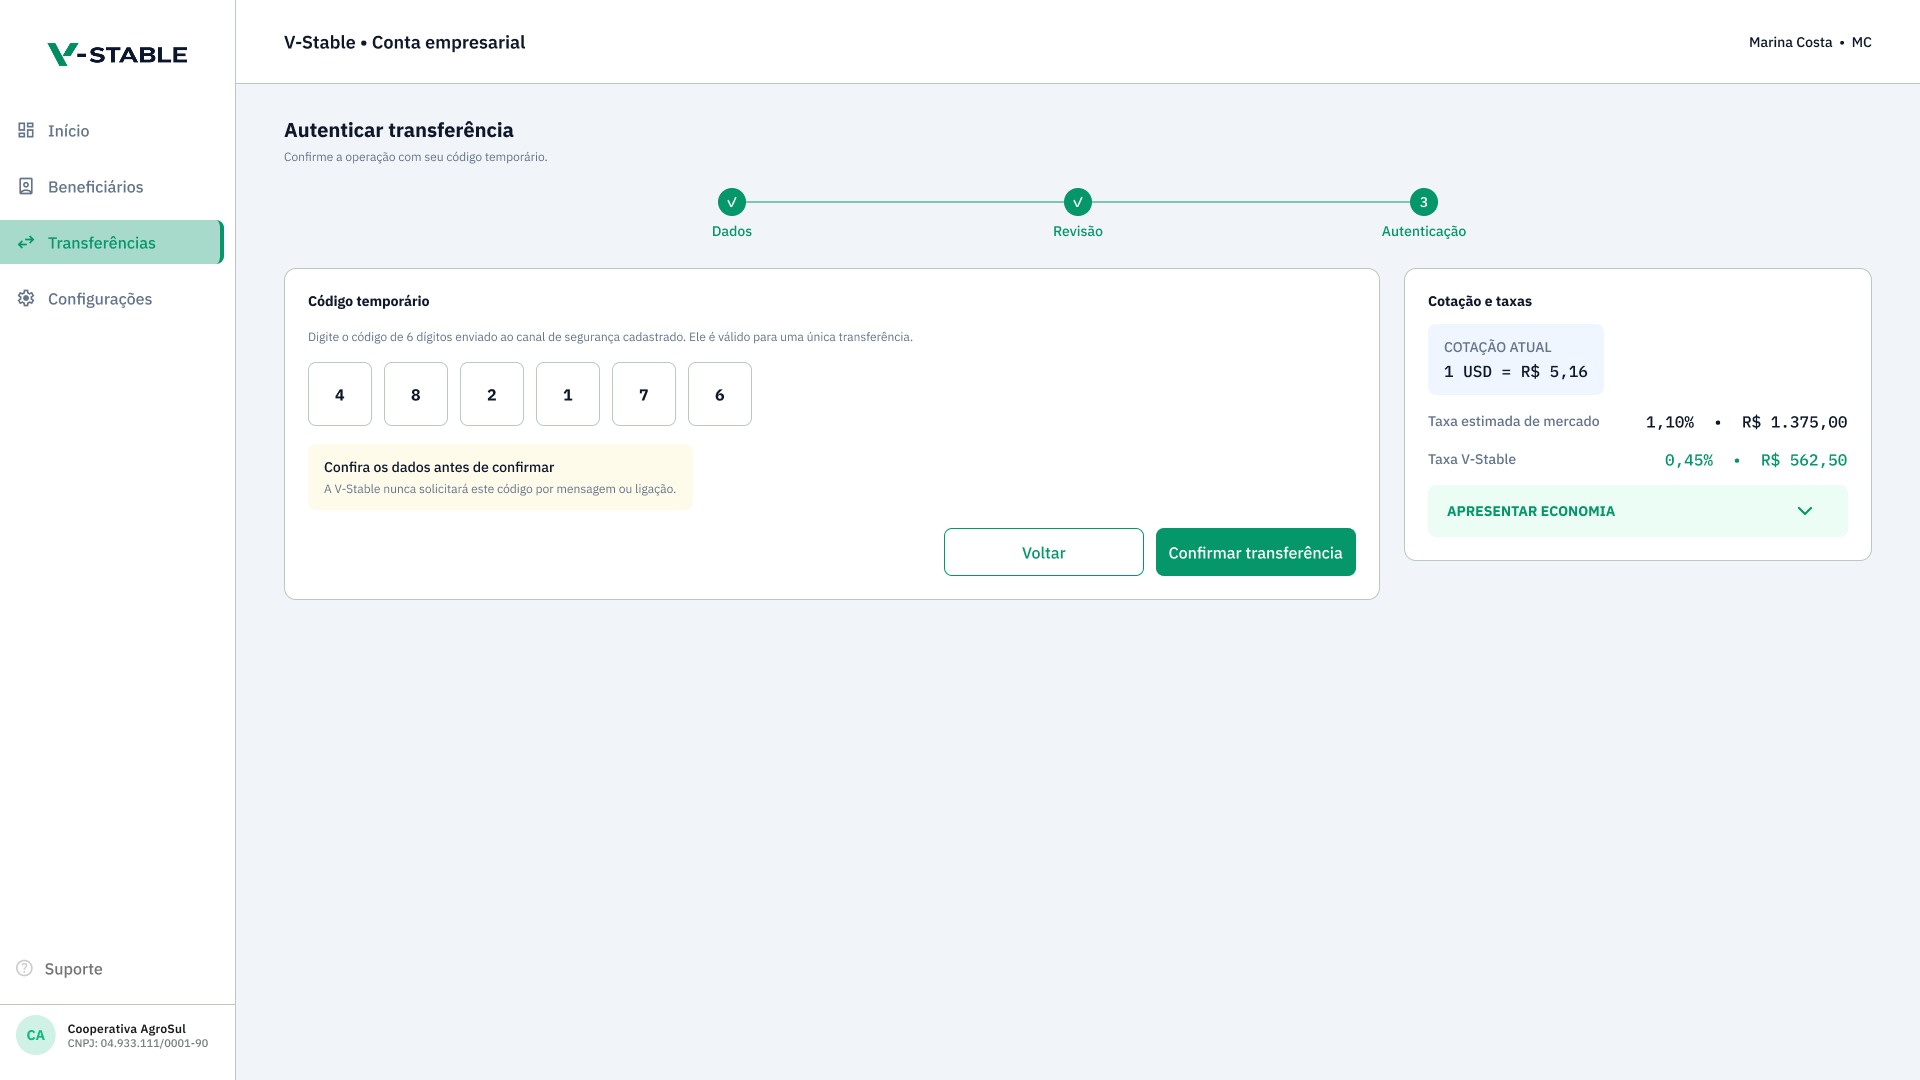 V-STABLE
Início
Beneficiários
Transferências
Configurações
Suporte
CA
Cooperativa AgroSul
CNPJ: 04.933.111/0001-90
V-Stable • Conta empresarial
Marina Costa • MC
Autenticar transferência
Confirme a operação com seu código temporário.
3
Dados
Revisão
Autenticação
Código temporário
Digite o código de 6 dígitos enviado ao canal de segurança cadastrado. Ele é válido para uma única transferência.
4 8 2 1 7 6
Confira os dados antes de confirmar
A V-Stable nunca solicitará este código por mensagem ou ligação.
Voltar
Confirmar transferência
Cotação e taxas
COTAÇÃO ATUAL
1 USD = R$ 5,16
Taxa estimada de mercado 1,10% • R$ 1.375,00
Taxa V-Stable 0,45% • R$ 562,50
APRESENTAR ECONOMIA